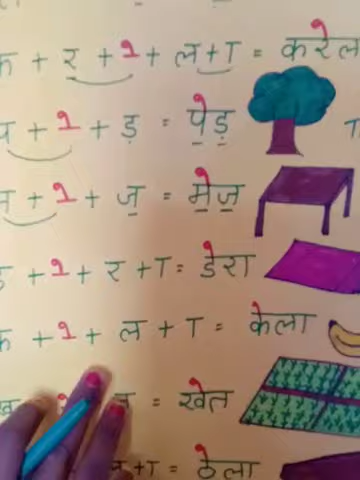 क + र + े + ल + ा = करेल
प + े + ड़ = पेड़
म + े + ज़ = मेज़
ड + े + र + ा = डेरा
क + े + ल + ा = केला
ख त = खेत
ल + ा = ठेला